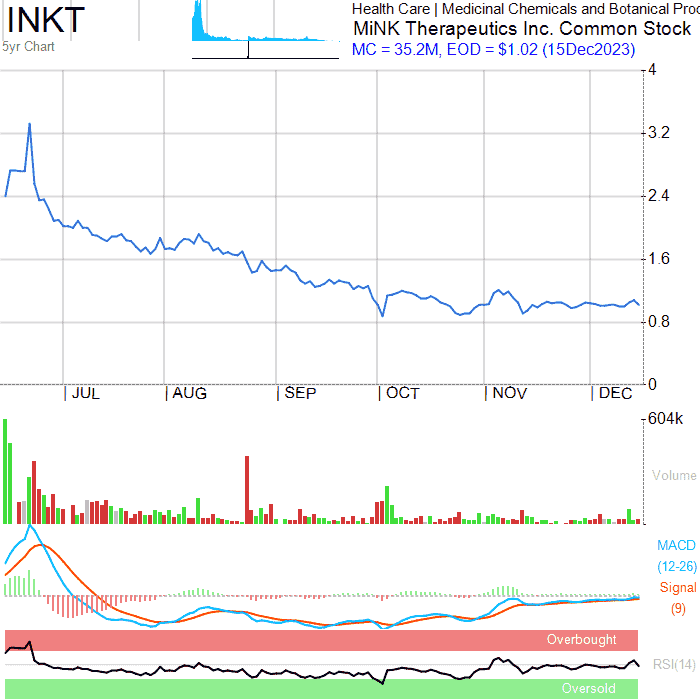 INKT
5yr Chart
Health Care | Medicinal Chemicals and Botanical Proc
MiNK Therapeutics Inc. Common Stock
MC = 35.2M, EOD = $1.02 (15Dec2023)
4
3.2
2.4
1.6
0.8
0
JUL AUG SEP OCT NOV DEC
604k
Volume
MACD
(12-26)
Signal
(9)
Overbought
RSI(14)
Oversold